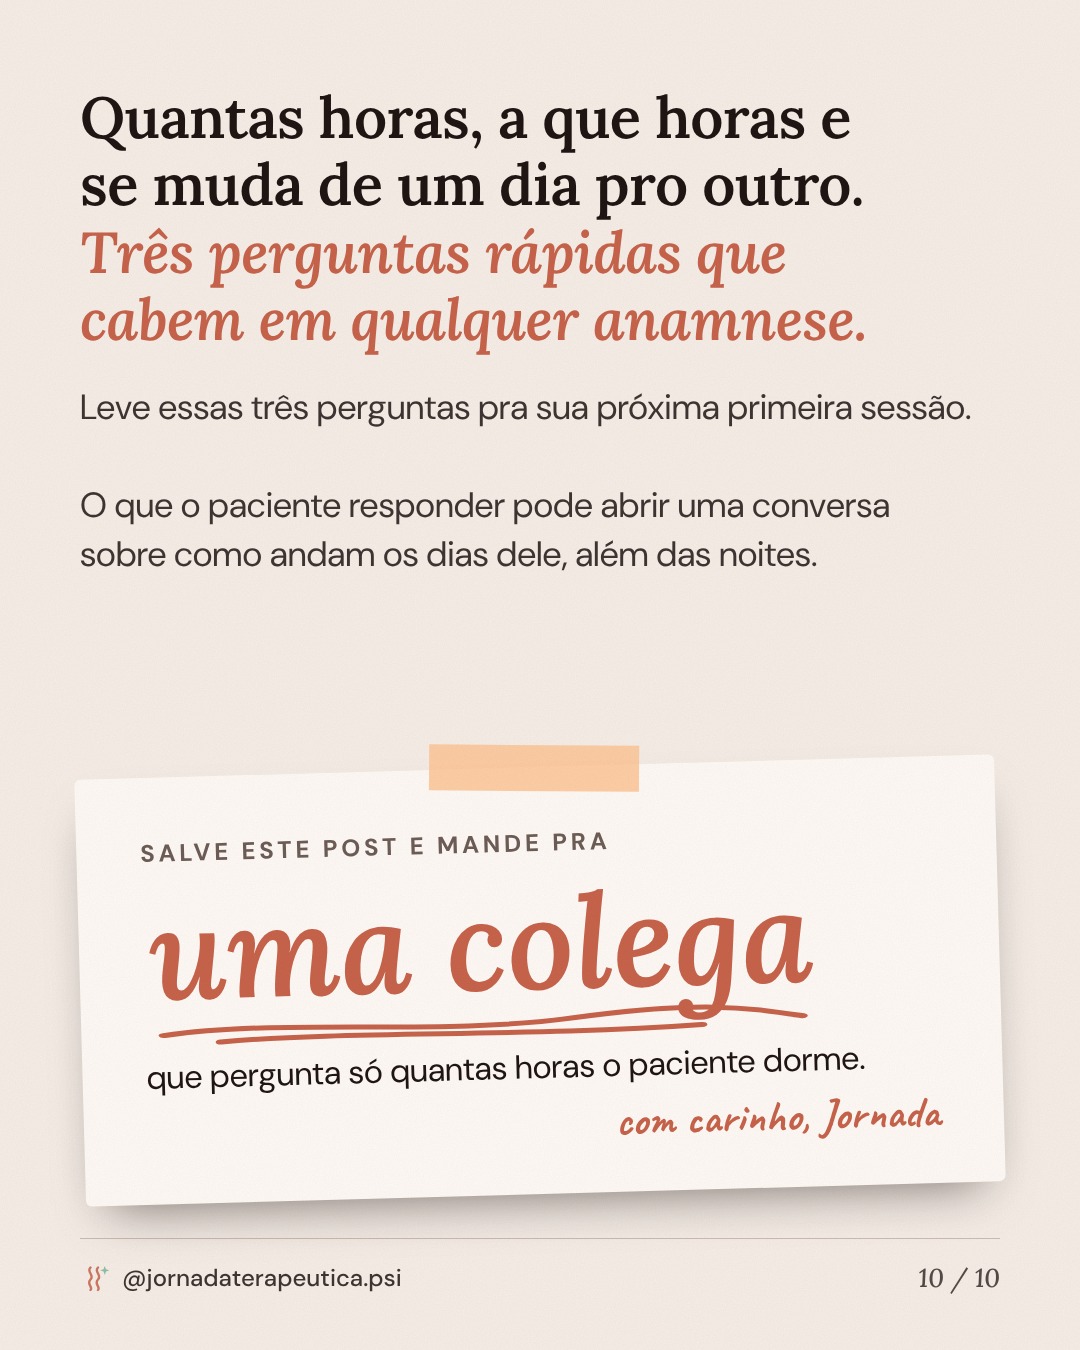 Quantas horas, a que horas e
se muda de um dia pro outro.
Três perguntas rápidas que
cabem em qualquer anamnese.
Leve essas três perguntas pra sua próxima primeira sessão.
O que o paciente responder pode abrir uma conversa
sobre como andam os dias dele, além das noites.
SALVE ESTE POST E MANDE PRA
uma colega
que pergunta só quantas horas o paciente dorme.
com carinho, Jornada
@jornadaterapeutica.psi
10 / 10